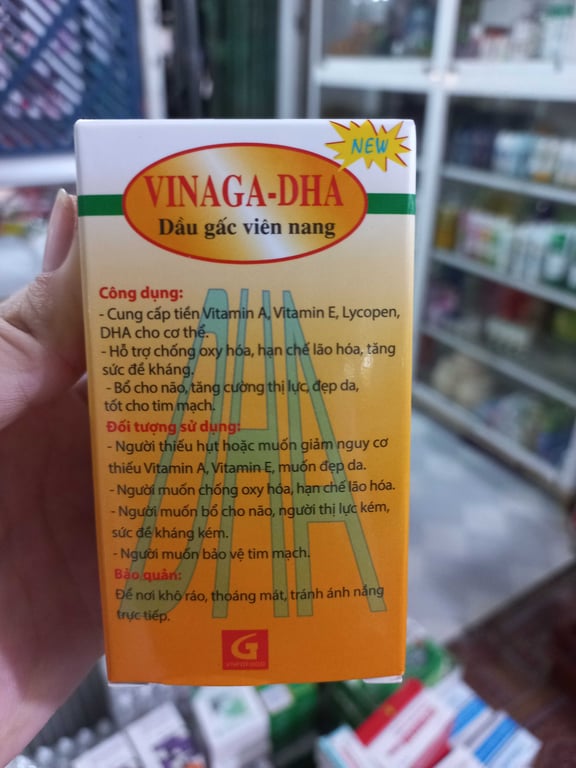 NEW
VINAGA-DHA
Dầu gấc viên nang
Công dụng:
- Cung cấp tiền Vitamin A, Vitamin E, Lycopen,
DHA cho cơ thể.
- Hỗ trợ chống oxy hóa, hạn chế lão hóa, tăng
sức đề kháng.
- Bổ cho não, tăng cường thị lực, đẹp da,
tốt cho tim mạch.
Đối tượng sử dụng:
- Người thiếu hụt hoặc muốn giảm nguy cơ
thiếu Vitamin A, Vitamin E, muốn đẹp da.
- Người muốn chống oxy hóa, hạn chế lão hóa.
- Người muốn bổ cho não, người thị lực kém,
sức đề kháng kém.
- Người muốn bảo vệ tim mạch.
Bảo quản:
Để nơi khô ráo, thoáng mát, tránh ánh nắng
trực tiếp.
DHA
G